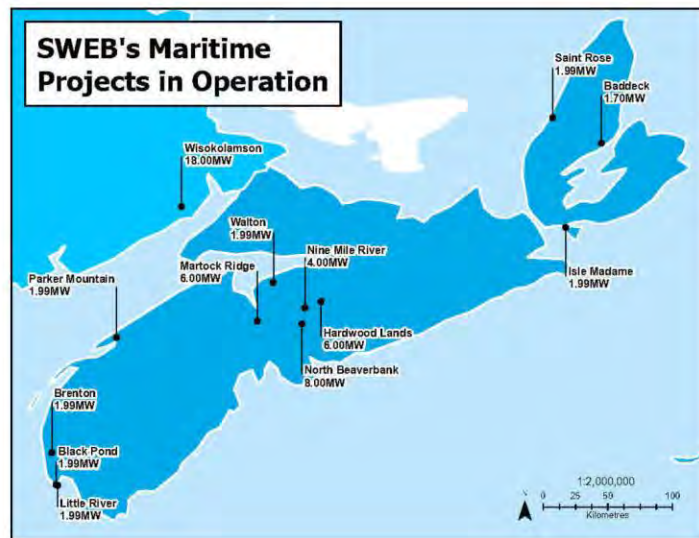 SWEB's Maritime
Projects in Operation
Saint Rose
1.99MW
Baddeck
1.70MW
Wisokolamson
18.00MW
Walton
1.99MW
Nine Mile River
4.00MW
Martock Ridge
6.00MW
Parker Mountain
1.99MW
Isle Madame
1.99MW
Hardwood Lands
6.00MW
North Beaverbank
8.00MW
Brenton
1.99MW
Black Pond
1.99MW
Little River
1.99MW
1:2,000,000
N
0 25 50 100
Kilometres